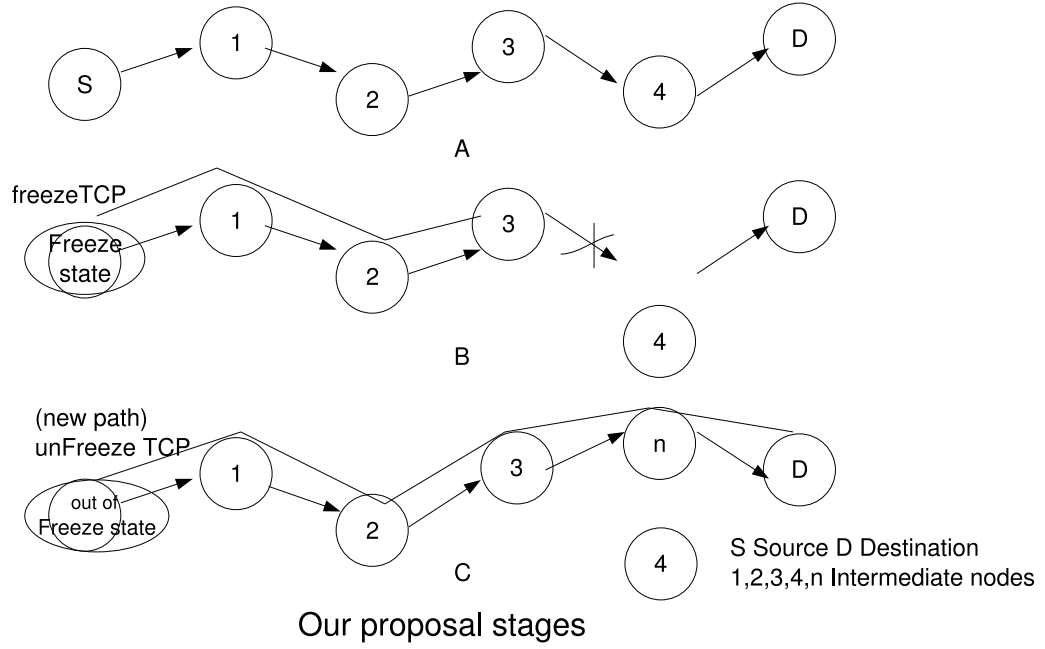 S
1
2
3
4
D
A
freezeTCP
Freeze
state
1
2
3
D
4
B
(new path)
unFreeze TCP
out of
Freeze state
1
2
3
n
D
4
C
S Source D Destination
1,2,3,4,n Intermediate nodes
Our proposal stages